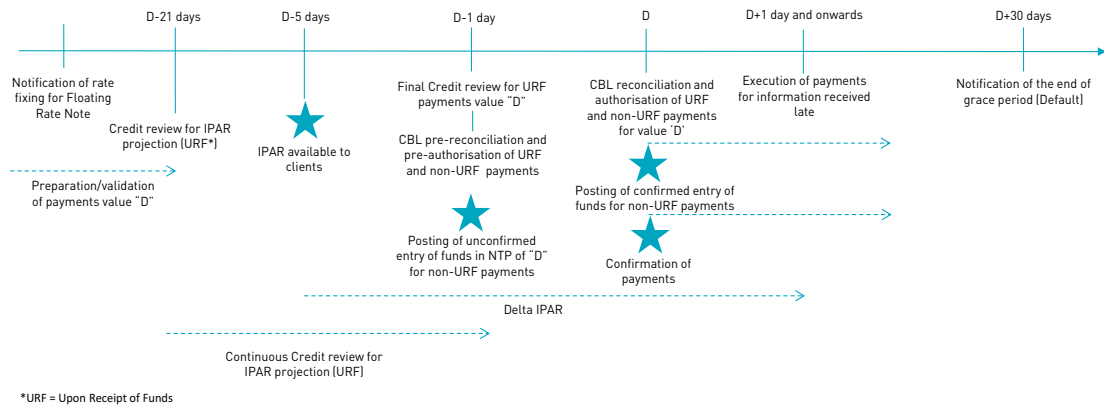 D-21 days
D-5 days
D-1 day
D
D+1 day and onwards
D+30 days
Notification of rate
fixing for Floating
Rate Note
Credit review for IPAR
projection (URF*)
IPAR available to
clients
Final Credit review for URF
payments value “D”
CBL pre-reconciliation and
pre-authorisation of URF
and non-URF payments
CBL reconciliation and
authorisation of URF
and non-URF payments
for value ‘D’
Execution of payments
for information received
late
Notification of the end of
grace period (Default)
Preparation/validation
of payments value “D”
Posting of unconfirmed
entry of funds in NTP of “D”
for non-URF payments
Posting of confirmed entry of
funds for non-URF payments
Confirmation of
payments
Delta IPAR
Continuous Credit review for
IPAR projection (URF)
*URF = Upon Receipt of Funds